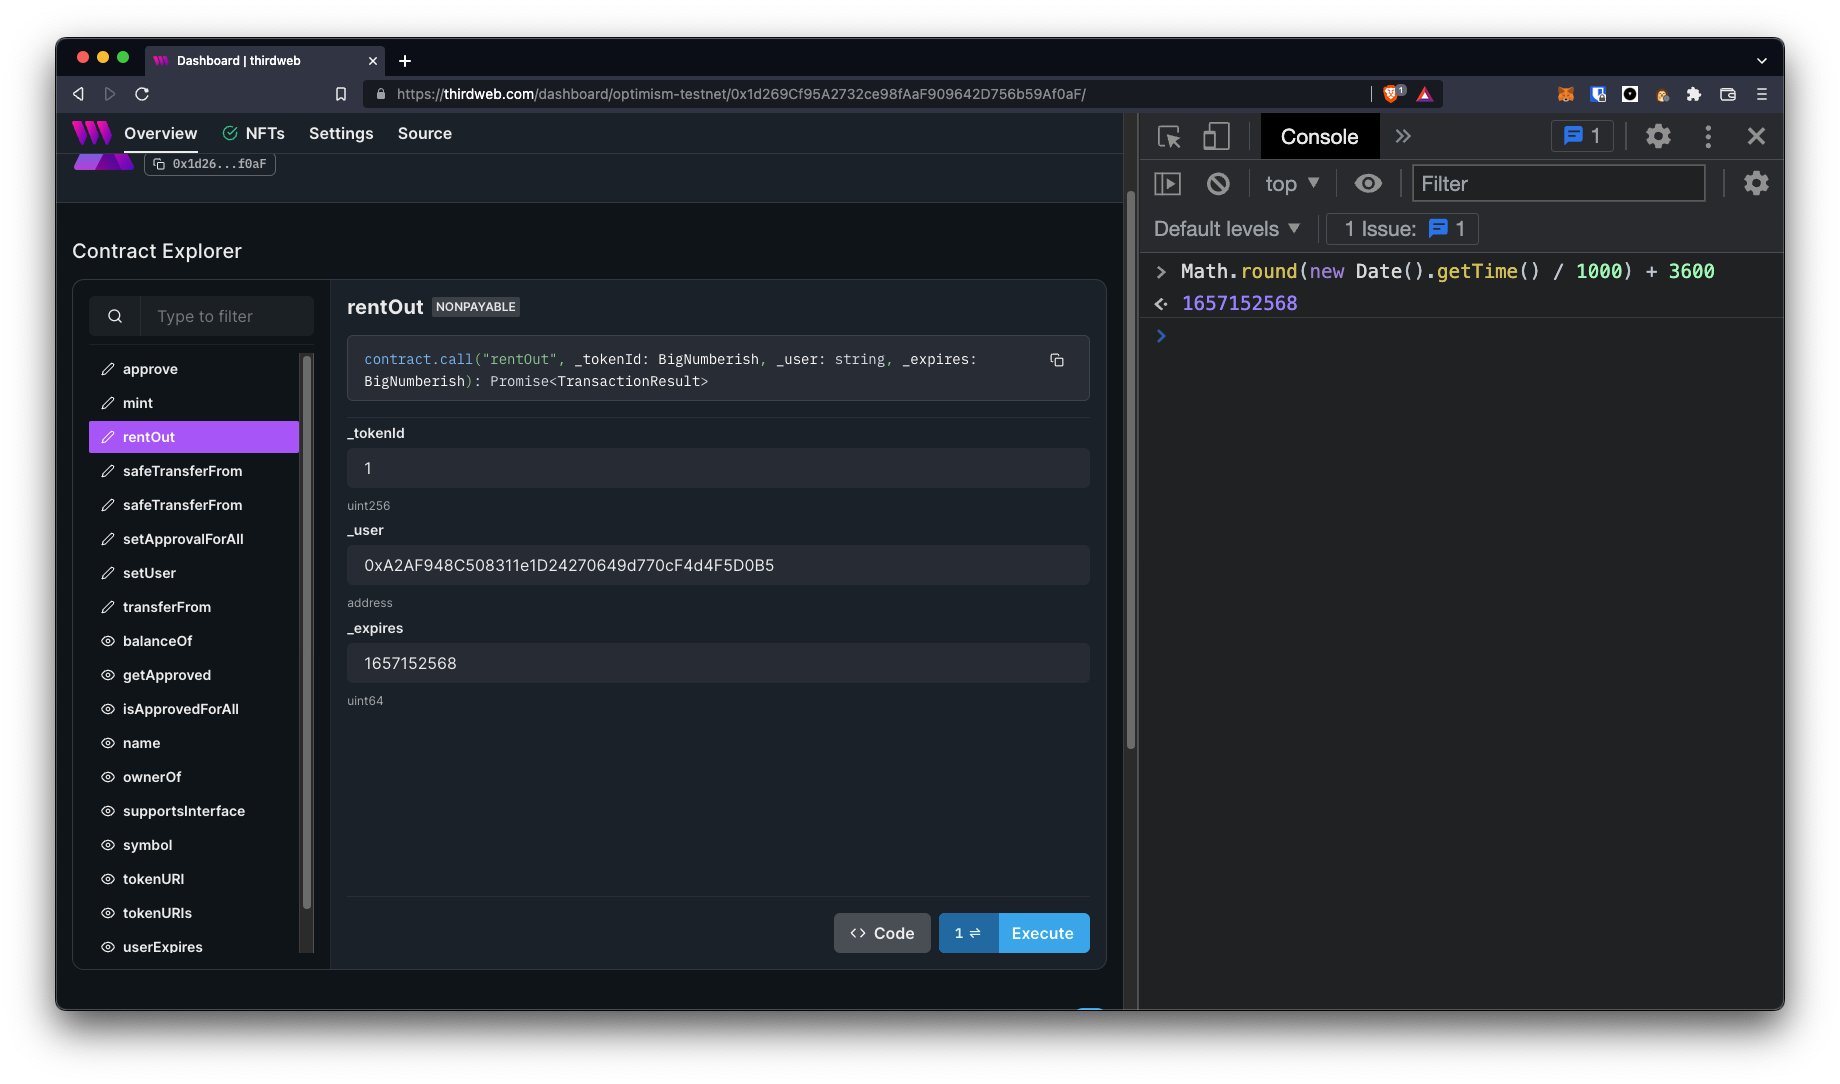 Dashboard | thirdweb
https://thirdweb.com/dashboard/optimism-testnet/0x1d269Cf95A2732ce98fAaF909642D756b59Af0aF/
1
Overview
NFTs
Settings
Source
0x1d26...f0aF
Contract Explorer
Type to filter
approve
mint
rentOut
safeTransferFrom
safeTransferFrom
setApprovalForAll
setUser
transferFrom
balanceOf
getApproved
isApprovedForAll
name
ownerOf
supportsInterface
symbol
tokenURI
tokenURIs
userExpires
rentOut NONPAYABLE
contract.call("rentOut", _tokenId: BigNumberish, _user: string, _expires:
BigNumberish): Promise<TransactionResult>
_tokenId
1
uint256
_user
0xA2AF948C508311e1D24270649d770cF4d4F5D0B5
address
_expires
1657152568
uint64
<> Code
1 ⇌
Execute
Console
»
1
top ▼
Filter
Default levels ▼
1 Issue: 1
> Math.round(new Date().getTime() / 1000) + 3600
1657152568
>